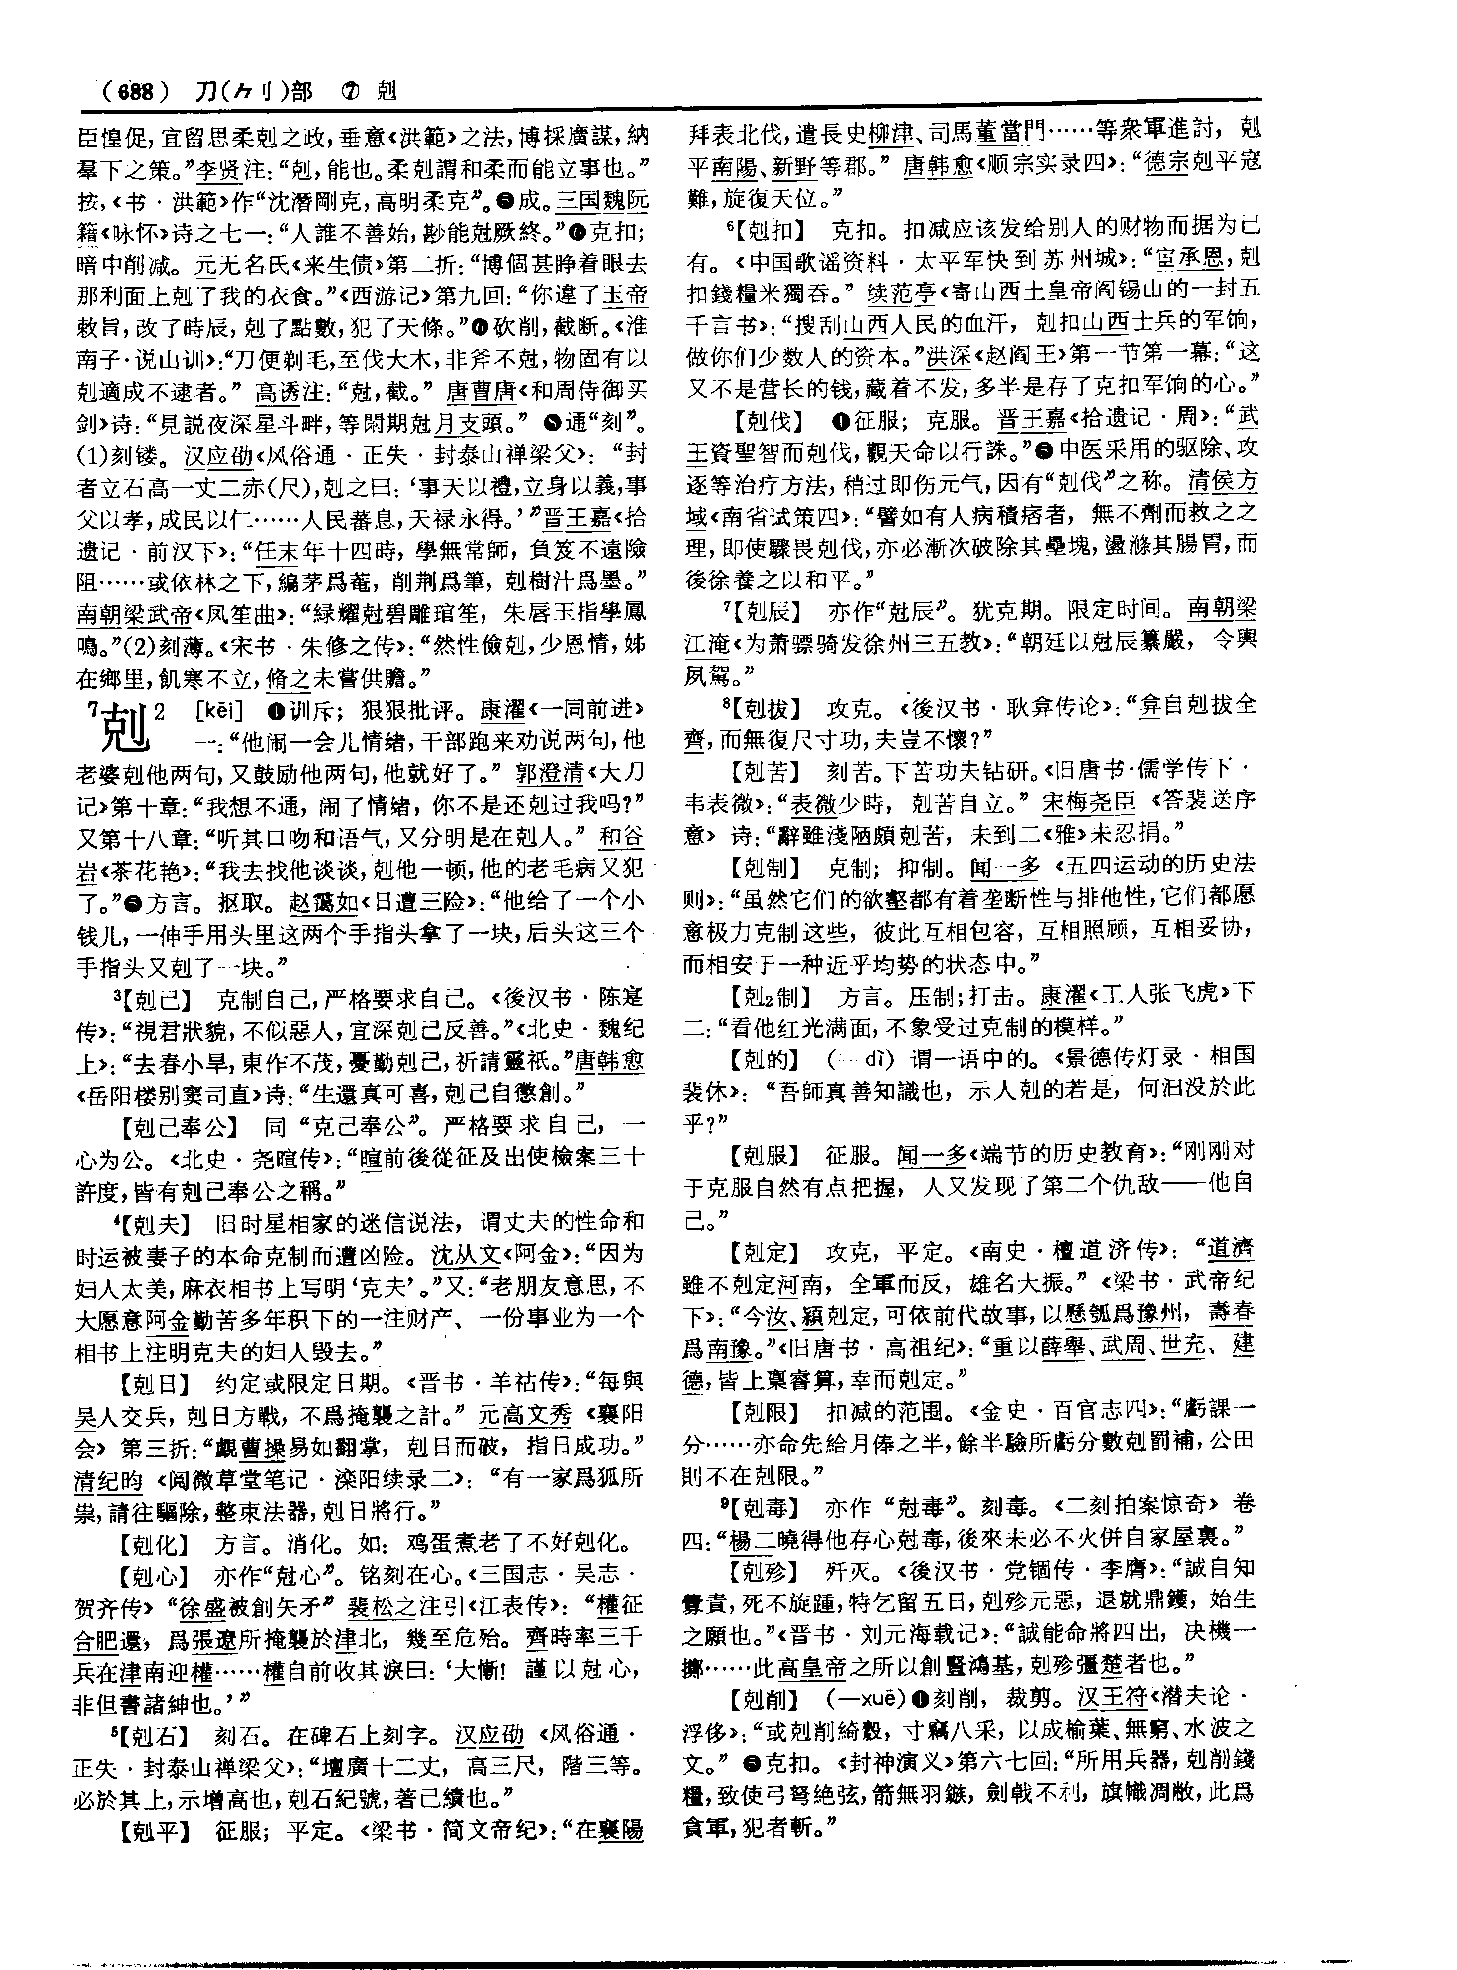 (688) 刀(⺈刂)部 ⑦ 剋
臣惶促，宜留思柔剋之政，垂意《洪範》之法，博採廣謀，納
羣下之策。”李贤注：“剋，能也。柔剋謂和柔而能立事也。”
按，《书·洪範》作“沈潛剛克，高明柔克”。❺成。三国魏阮
籍《咏怀》诗之七一：“人誰不善始，尠能尅厥終。”❻克扣；
暗中削减。元无名氏《来生债》第二折：“博個甚睁着眼去
那利面上剋了我的衣食。”《西游记》第九回：“你違了玉帝
敕旨，改了時辰，剋了點數，犯了天條。”❼砍削，截断。《淮
南子·说山训》：“刀便剃毛，至伐大木，非斧不尅，物固有以
剋適成不逮者。”高诱注：“尅，截。”唐曹唐《和周侍御买
剑》诗：“見説夜深星斗畔，等閑期尅月支頭。”❽通“刻”。
(1)刻镂。汉应劭《风俗通·正失·封泰山禅梁父》：“封
者立石高一丈二赤(尺)，剋之曰：‘事天以禮，立身以義，事
父以孝，成民以仁……人民蕃息，天禄永得。’”晋王嘉《拾
遗记·前汉下》：“任末年十四時，學無常師，負笈不遠險
阻……或依林之下，編茅爲菴，削荆爲筆，剋樹汁爲墨。”
南朝梁武帝《凤笙曲》：“緑耀尅碧雕琯笙，朱唇玉指學鳳
鳴。”(2)刻薄。《宋书·朱修之传》：“然性儉剋，少恩情，姊
在鄉里，飢寒不立，脩之未嘗供贍。”
7剋2 [kēi] ❶训斥；狠狠批评。康濯《一同前进》
一：“他闹一会儿情绪，干部跑来劝说两句，他
老婆剋他两句，又鼓励他两句，他就好了。”郭澄清《大刀
记》第十章：“我想不通，闹了情绪，你不是还剋过我吗？”
又第十八章：“听其口吻和语气，又分明是在剋人。”和谷
岩《茶花艳》：“我去找他谈谈，剋他一顿，他的老毛病又犯
了。”❷方言。抠取。赵蔼如《日遭三险》：“他给了一个小
钱儿，一伸手用头里这两个手指头拿了一块，后头这三个
手指头又剋了一块。”
3【剋己】 克制自己，严格要求自己。《後汉书·陈寔
传》：“視君狀貌，不似惡人，宜深剋己反善。”《北史·魏纪
上》：“去春小旱，東作不茂，憂勤剋己，祈請靈祇。”唐韩愈
《岳阳楼别窦司直》诗：“生還真可喜，剋己自懲創。”
【剋己奉公】 同“克己奉公”。严格要求自己，一
心为公。《北史·尧暄传》：“暄前後從征及出使檢案三十
許度，皆有剋己奉公之稱。”
4【剋夫】 旧时星相家的迷信说法，谓丈夫的性命和
时运被妻子的本命克制而遭凶险。沈从文《阿金》：“因为
妇人太美，麻衣相书上写明‘克夫’。”又：“老朋友意思，不
大愿意阿金勤苦多年积下的一注财产、一份事业为一个
相书上注明克夫的妇人毁去。”
【剋日】 约定或限定日期。《晋书·羊祜传》：“每與
吴人交兵，剋日方戰，不爲掩襲之計。”元高文秀《襄阳
会》第三折：“覷曹操易如翻掌，剋日而破，指日成功。”
清纪昀《阅微草堂笔记·滦阳续录二》：“有一家爲狐所
祟，請往驅除，整束法器，剋日將行。”
【剋化】 方言。消化。如：鸡蛋煮老了不好剋化。
【剋心】 亦作“尅心”。铭刻在心。《三国志·吴志·
贺齐传》“徐盛被創失矛”裴松之注引《江表传》：“權征
合肥還，爲張遼所掩襲於津北，幾至危殆。齊時率三千
兵在津南迎權……權自前收其淚曰：‘大慚！謹以尅心，
非但書諸紳也。’”
5【剋石】 刻石。在碑石上刻字。汉应劭《风俗通·
正失·封泰山禅梁父》：“壇廣十二丈，高三尺，階三等。
必於其上，示增高也，剋石紀號，著己績也。”
【剋平】 征服；平定。《梁书·简文帝纪》：“在襄陽
拜表北伐，遣長史柳津、司馬董當門……等衆軍進討，剋
平南陽、新野等郡。”唐韩愈《顺宗实录四》：“德宗剋平寇
難，旋復天位。”
6【剋扣】 克扣。扣减应该发给别人的财物而据为己
有。《中国歌谣资料·太平军快到苏州城》：“宦承恩，剋
扣錢糧米獨吞。”续范亭《寄山西土皇帝阎锡山的一封五
千言书》：“搜刮山西人民的血汗，剋扣山西士兵的军饷，
做你们少数人的资本。”洪深《赵阎王》第一节第一幕：“这
又不是营长的钱，藏着不发，多半是存了克扣军饷的心。”
【剋伐】 ❶征服；克服。晋王嘉《拾遗记·周》：“武
王資聖智而剋伐，觀天命以行誅。”❷中医采用的驱除、攻
逐等治疗方法，稍过即伤元气，因有“剋伐”之称。清侯方
域《南省试策四》：“譬如有人病積痞者，無不劑而救之之
理，即使驟畏剋伐，亦必漸次破除其壘塊，盪滌其腸胃，而
後徐養之以和平。”
7【剋辰】 亦作“尅辰”。犹克期。限定时间。南朝梁
江淹《为萧骠骑发徐州三五教》：“朝廷以尅辰纂嚴，令輿
夙駕。”
8【剋拔】 攻克。《後汉书·耿弇传论》：“弇自剋拔全
齊，而無復尺寸功，夫豈不懷？”
【剋苦】 刻苦。下苦功夫钻研。《旧唐书·儒学传下·
韦表微》：“表微少時，剋苦自立。”宋梅尧臣《答裴送序
意》诗：“辭雖淺陋頗剋苦，未到二《雅》未忍捐。”
【剋制】 克制；抑制。闻一多《五四运动的历史法
则》：“虽然它们的欲壑都有着垄断性与排他性，它们都愿
意极力克制这些，彼此互相包容，互相照顾，互相妥协，
而相安于一种近乎均势的状态中。”
【剋2制】 方言。压制；打击。康濯《工人张飞虎》下
二：“看他红光满面，不象受过克制的模样。”
【剋的】 (—dì) 谓一语中的。《景德传灯录·相国
裴休》：“吾師真善知識也，示人剋的若是，何汩没於此
乎？”
【剋服】 征服。闻一多《端节的历史教育》：“刚刚对
于克服自然有点把握，人又发现了第二个仇敌——他自
己。”
【剋定】 攻克，平定。《南史·檀道济传》：“道濟
雖不剋定河南，全軍而反，雄名大振。”《梁书·武帝纪
下》：“今汝、潁剋定，可依前代故事，以懸瓠爲豫州，壽春
爲南豫。”《旧唐书·高祖纪》：“重以薛舉、武周、世充、建
德，皆上稟睿算，幸而剋定。”
【剋限】 扣减的范围。《金史·百官志四》：“虧課一
分……亦命先給月俸之半，餘半驗所虧分數剋罰補，公田
則不在剋限。”
9【剋毒】 亦作“尅毒”。刻毒。《二刻拍案惊奇》卷
四：“楊二曉得他存心尅毒，後來未必不火併自家屋裏。”
【剋殄】 歼灭。《後汉书·党锢传·李膺》：“誠自知
釁責，死不旋踵，特乞留五日，剋殄元惡，退就鼎鑊，始生
之願也。”《晋书·刘元海载记》：“誠能命將四出，決機一
擲……此高皇帝之所以創豎鴻基，剋殄彊楚者也。”
【剋削】 (—xuē)❶刻削，裁剪。汉王符《潜夫论·
浮侈》：“或剋削綺縠，寸竊八采，以成榆葉、無窮、水波之
文。”❷克扣。《封神演义》第六七回：“所用兵器，剋削錢
糧，致使弓弩绝弦，箭無羽鏃，劍戟不利，旗幟凋敝，此爲
貪軍，犯者斬。”